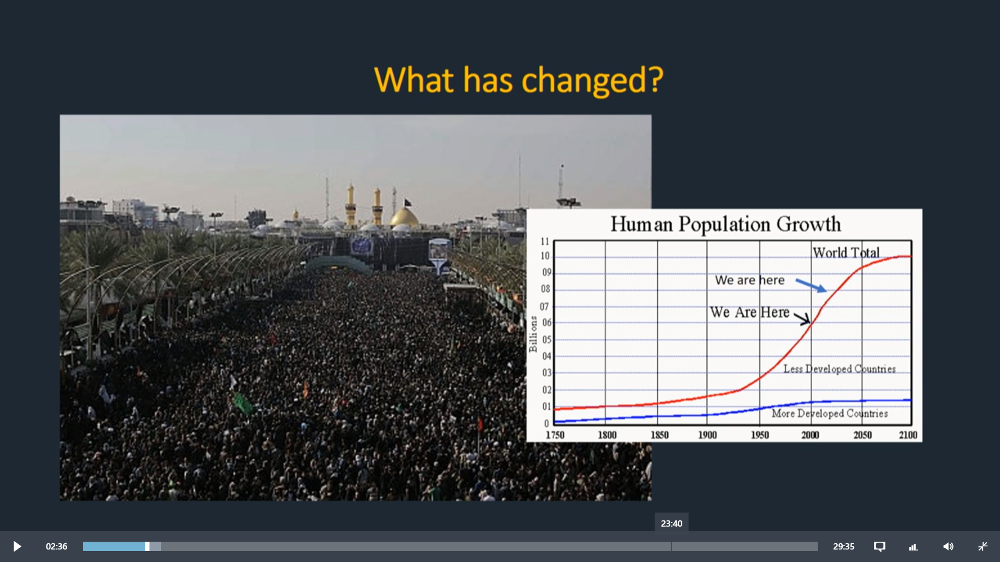 What has changed?
Human Population Growth
11
10
09
08
07
06
05
04
03
02
01
0
Billions
World Total
We are here
We Are Here
Less Developed Countries
More Developed Countries
1750 1800 1850 1900 1950 2000 2050 2100
23:40
02:36
29:35